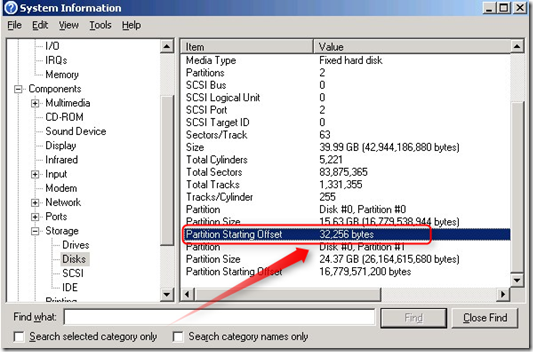 System Information
File Edit View Tools Help
I/O
IRQs
Memory
Components
Multimedia
CD-ROM
Sound Device
Display
Infrared
Input
Modem
Network
Ports
Storage
Drives
Disks
SCSI
IDE
Printing
Item Value
Media Type Fixed hard disk
Partitions 2
SCSI Bus 0
SCSI Logical Unit 0
SCSI Port 2
SCSI Target ID 0
Sectors/Track 63
Size 39.99 GB (42,944,186,880 bytes)
Total Cylinders 5,221
Total Sectors 83,875,365
Total Tracks 1,331,355
Tracks/Cylinder 255
Partition Disk #0, Partition #0
Partition Size 15.63 GB (16,779,538,944 bytes)
Partition Starting Offset 32,256 bytes
Partition Disk #0, Partition #1
Partition Size 24.37 GB (26,164,615,680 bytes)
Partition Starting Offset 16,779,571,200 bytes
Find what: Find Close Find
Search selected category only Search category names only